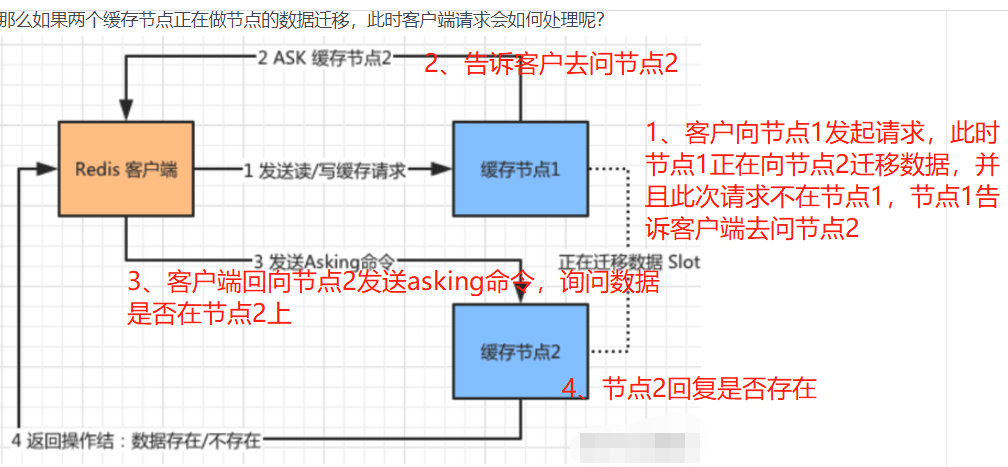 那么如果两个缓存节点正在做节点的数据迁移，此时客户端请求会如何处理呢？
2 ASK 缓存节点2
2、告诉客户去问节点2
1、客户向节点1发起请求，此时
节点1正在向节点2迁移数据，并
且此次请求不在节点1，节点1告
诉客户端去问节点2
Redis 客户端
1 发送读/写缓存请求
缓存节点1
3 发送Asking命令
正在迁移数据 Slot
3、客户端回向节点2发送asking命令，询问数据
是否在节点2上
缓存节点2
4、节点2回复是否存在
4 返回操作结：数据存在/不存在